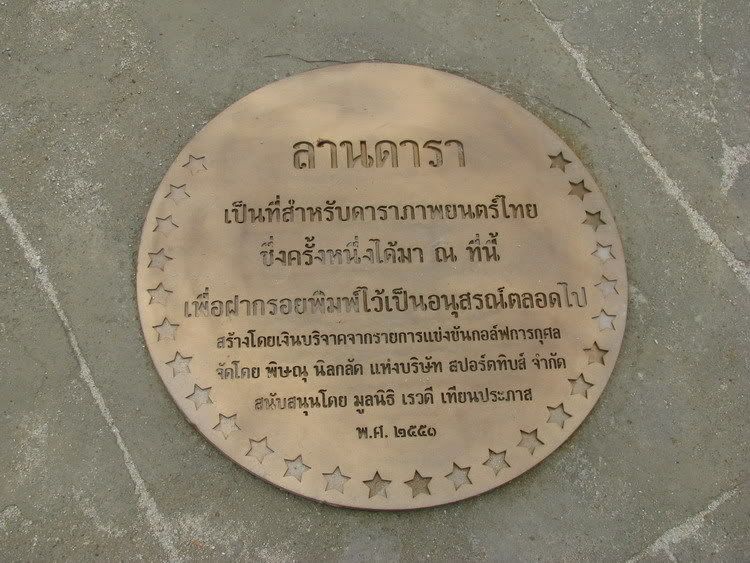 ลานดารา
เป็นที่สำหรับดาราภาพยนตร์ไทย
ซึ่งครั้งหนึ่งได้มา ณ ที่นี้
เพื่อฝากรอยพิมพ์ไว้เป็นอนุสรณ์ตลอดไป
สร้างโดยเงินบริจาคจากรายการแข่งขันกอล์ฟการกุศล
จัดโดย พิษณุ นิลกลัด แห่งบริษัท สปอร์ตทิบส์ จำกัด
สนับสนุนโดย มูลนิธิ เรวดี เทียนประภาส
พ.ศ. ๒๕๕๑